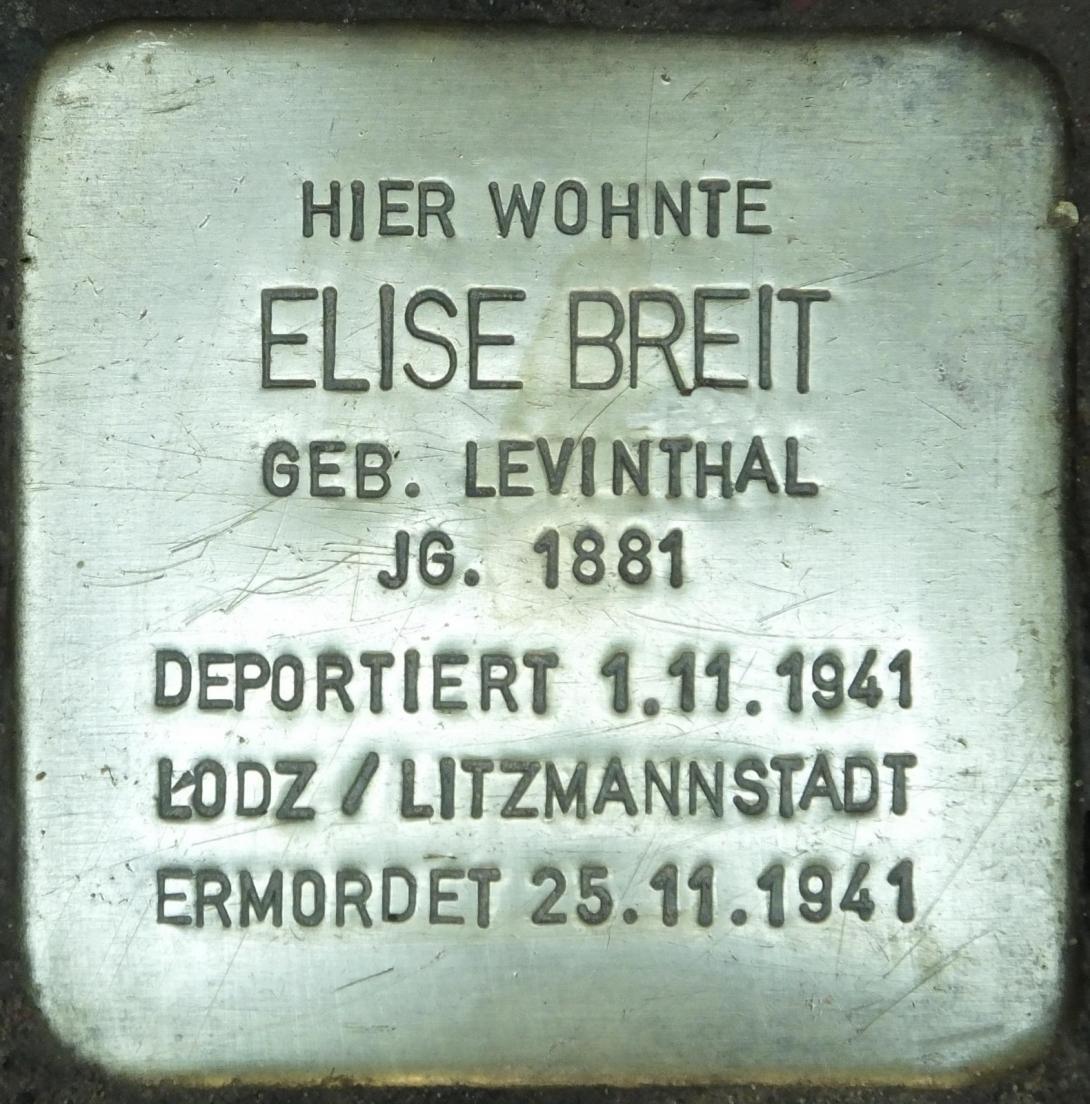 HIER WOHNTE
ELISE BREIT
GEB. LEVINTHAL
JG. 1881
DEPORTIERT 1.11.1941
ŁODZ / LITZMANNSTADT
ERMORDET 25.11.1941